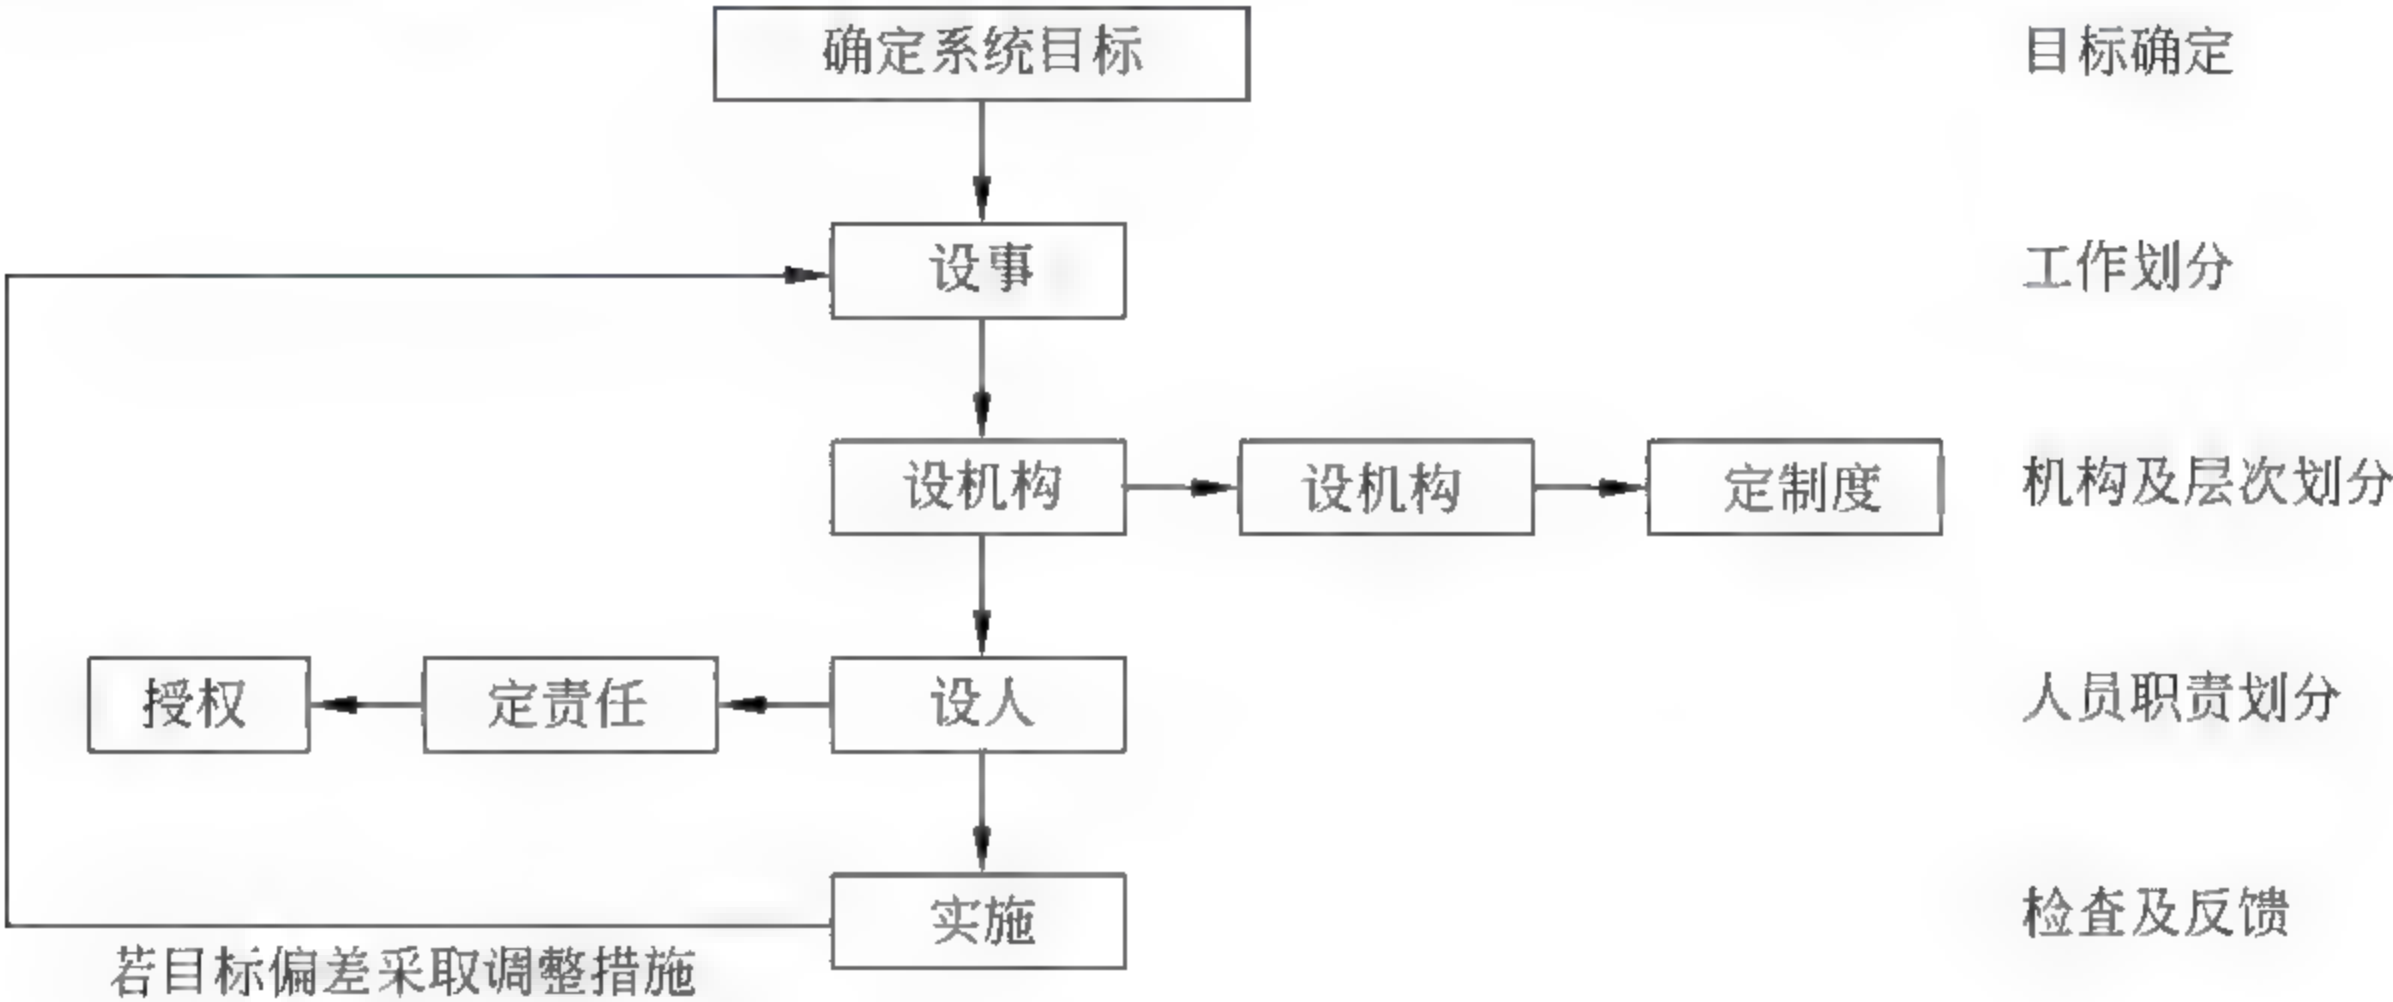 确定系统目标
目标确定
设事
工作划分
设机构
设机构
定制度
机构及层次划分
授权
定责任
设人
人员职责划分
实施
检查及反馈
若目标偏差采取调整措施